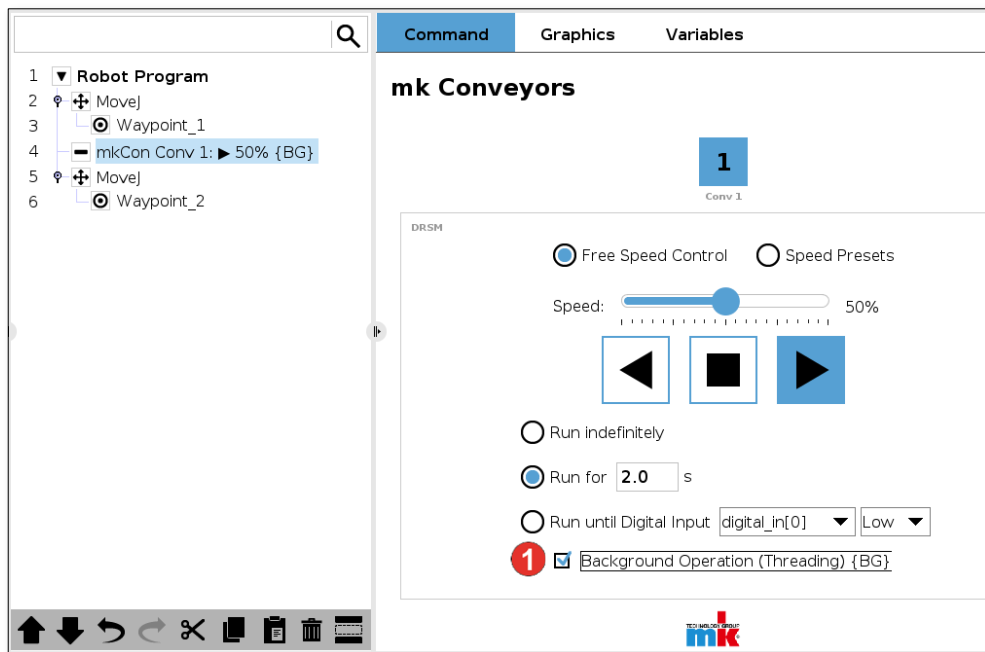 Command Graphics Variables
1 Robot Program
2 MoveJ
3 Waypoint_1
4 mkCon Conv 1: ▶ 50% {BG}
5 MoveJ
6 Waypoint_2
mk Conveyors
1
Conv 1
DRSM
Free Speed Control Speed Presets
Speed: 50%
Run indefinitely
Run for 2.0 s
Run until Digital Input digital_in[0] Low
1 Background Operation (Threading) {BG}
TECHNOLOGY GROUP
mk